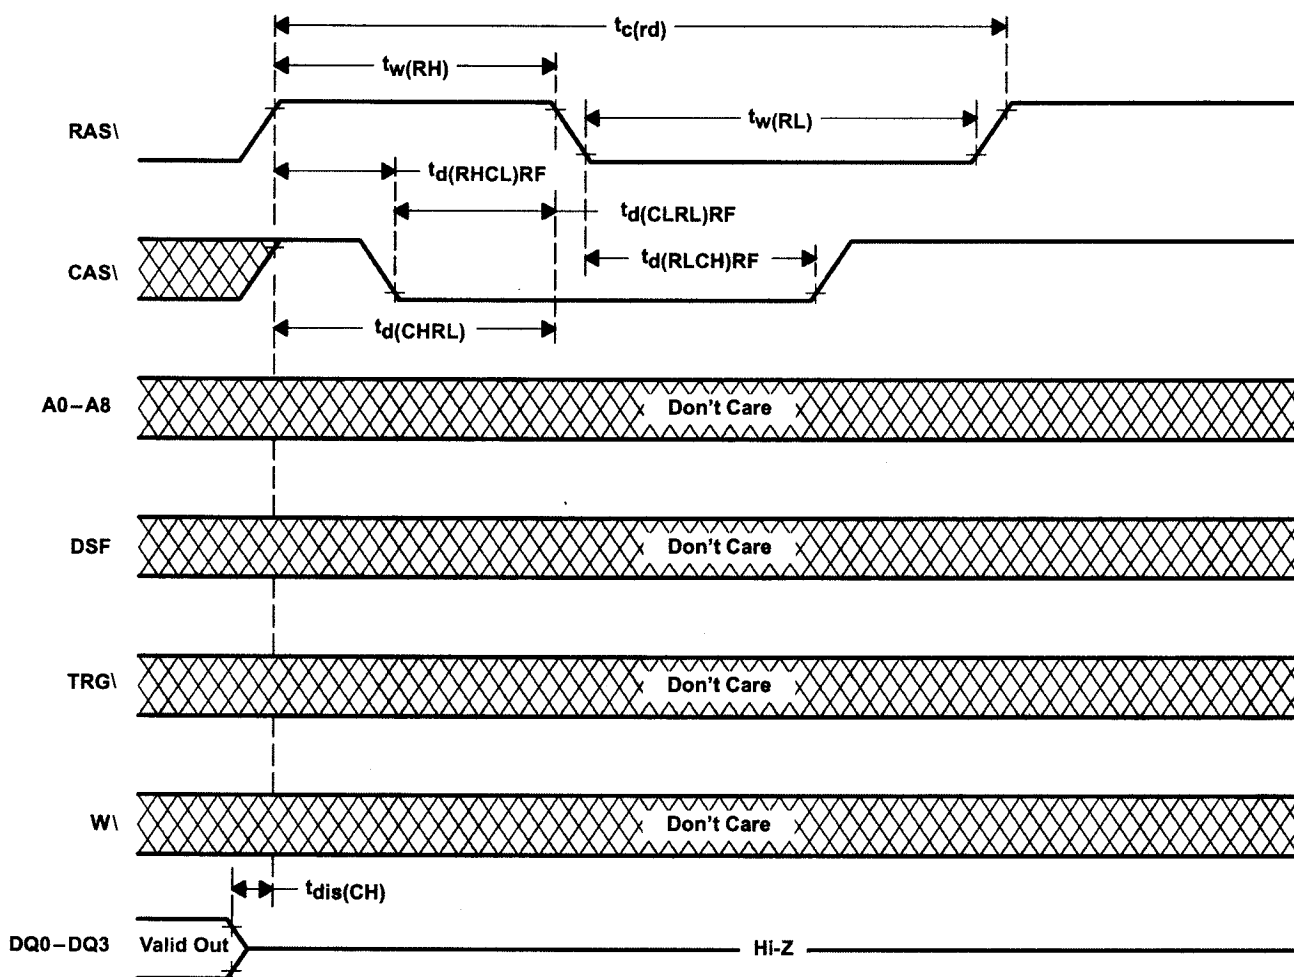 tc(rd)
tw(RH)
RAS\
tw(RL)
td(RHCL)RF
td(CLRL)RF
CAS\
td(RLCH)RF
td(CHRL)
A0–A8
Don't Care
DSF
Don't Care
TRG\
Don't Care
W\
Don't Care
tdis(CH)
DQ0–DQ3
Valid Out
Hi-Z